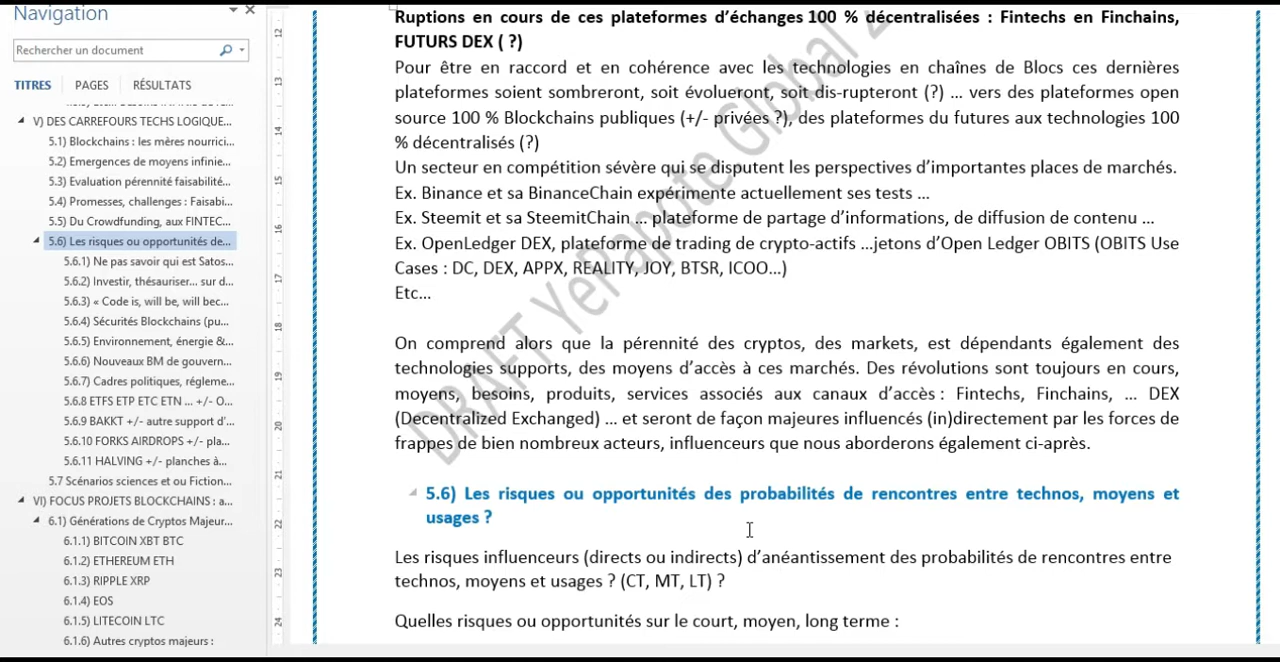 Navigation
Rechercher un document
TITRES PAGES RÉSULTATS
V) DES CARREFOURS TECHS LOGIQUE...
5.1) Blockchains : les mères nourrici...
5.2) Emergences de moyens infinie...
5.3) Evaluation pérennité faisabilité...
5.4) Promesses, challenges : Faisabi...
5.5) Du Crowdfunding, aux FINTEC...
5.6) Les risques ou opportunités de...
5.6.1) Ne pas savoir qui est Satos...
5.6.2) Investir, thésauriser... sur d...
5.6.3) « Code is, will be, will bec...
5.6.4) Sécurités Blockchains (pu...
5.6.5) Environnement, énergie &...
5.6.6) Nouveaux BM de gouvern...
5.6.7) Cadres politiques, régleme...
5.6.8 ETFS ETP ETC ETN ... +/- O...
5.6.9 BAKKT +/- autre support d'...
5.6.10 FORKS AIRDROPS +/- pla...
5.6.11 HALVING +/- planches à...
5.7 Scénarios sciences et ou Fiction...
VI) FOCUS PROJETS BLOCKCHAINS : a...
6.1) Générations de Cryptos Majeur...
6.1.1) BITCOIN XBT BTC
6.1.2) ETHEREUM ETH
6.1.3) RIPPLE XRP
6.1.4) EOS
6.1.5) LITECOIN LTC
6.1.6) Autres cryptos majeurs :
12
13
14
15
16
17
18
19
20
21
22
23
24
Ruptions en cours de ces plateformes d'échanges 100 % décentralisées : Fintechs en Finchains,
FUTURS DEX ( ?)
Pour être en raccord et en cohérence avec les technologies en chaînes de Blocs ces dernières
plateformes soient sombreront, soit évolueront, soit dis-rupteront (?) ... vers des plateformes open
source 100 % Blockchains publiques (+/- privées ?), des plateformes du futures aux technologies 100
% décentralisés (?)
Un secteur en compétition sévère qui se disputent les perspectives d'importantes places de marchés.
Ex. Binance et sa BinanceChain expérimente actuellement ses tests ...
Ex. Steemit et sa SteemitChain ... plateforme de partage d'informations, de diffusion de contenu ...
Ex. OpenLedger DEX, plateforme de trading de crypto-actifs ...jetons d'Open Ledger OBITS (OBITS Use
Cases : DC, DEX, APPX, REALITY, JOY, BTSR, ICOO...)
Etc...
On comprend alors que la pérennité des cryptos, des markets, est dépendants également des
technologies supports, des moyens d'accès à ces marchés. Des révolutions sont toujours en cours,
moyens, besoins, produits, services associés aux canaux d'accès : Fintechs, Finchains, ... DEX
(Decentralized Exchanged) ... et seront de façon majeures influencés (in)directement par les forces de
frappes de bien nombreux acteurs, influenceurs que nous aborderons également ci-après.
5.6) Les risques ou opportunités des probabilités de rencontres entre technos, moyens et
usages ?
Les risques influenceurs (directs ou indirects) d'anéantissement des probabilités de rencontres entre
technos, moyens et usages ? (CT, MT, LT) ?
Quelles risques ou opportunités sur le court, moyen, long terme :
DRAFT YePapote.Global